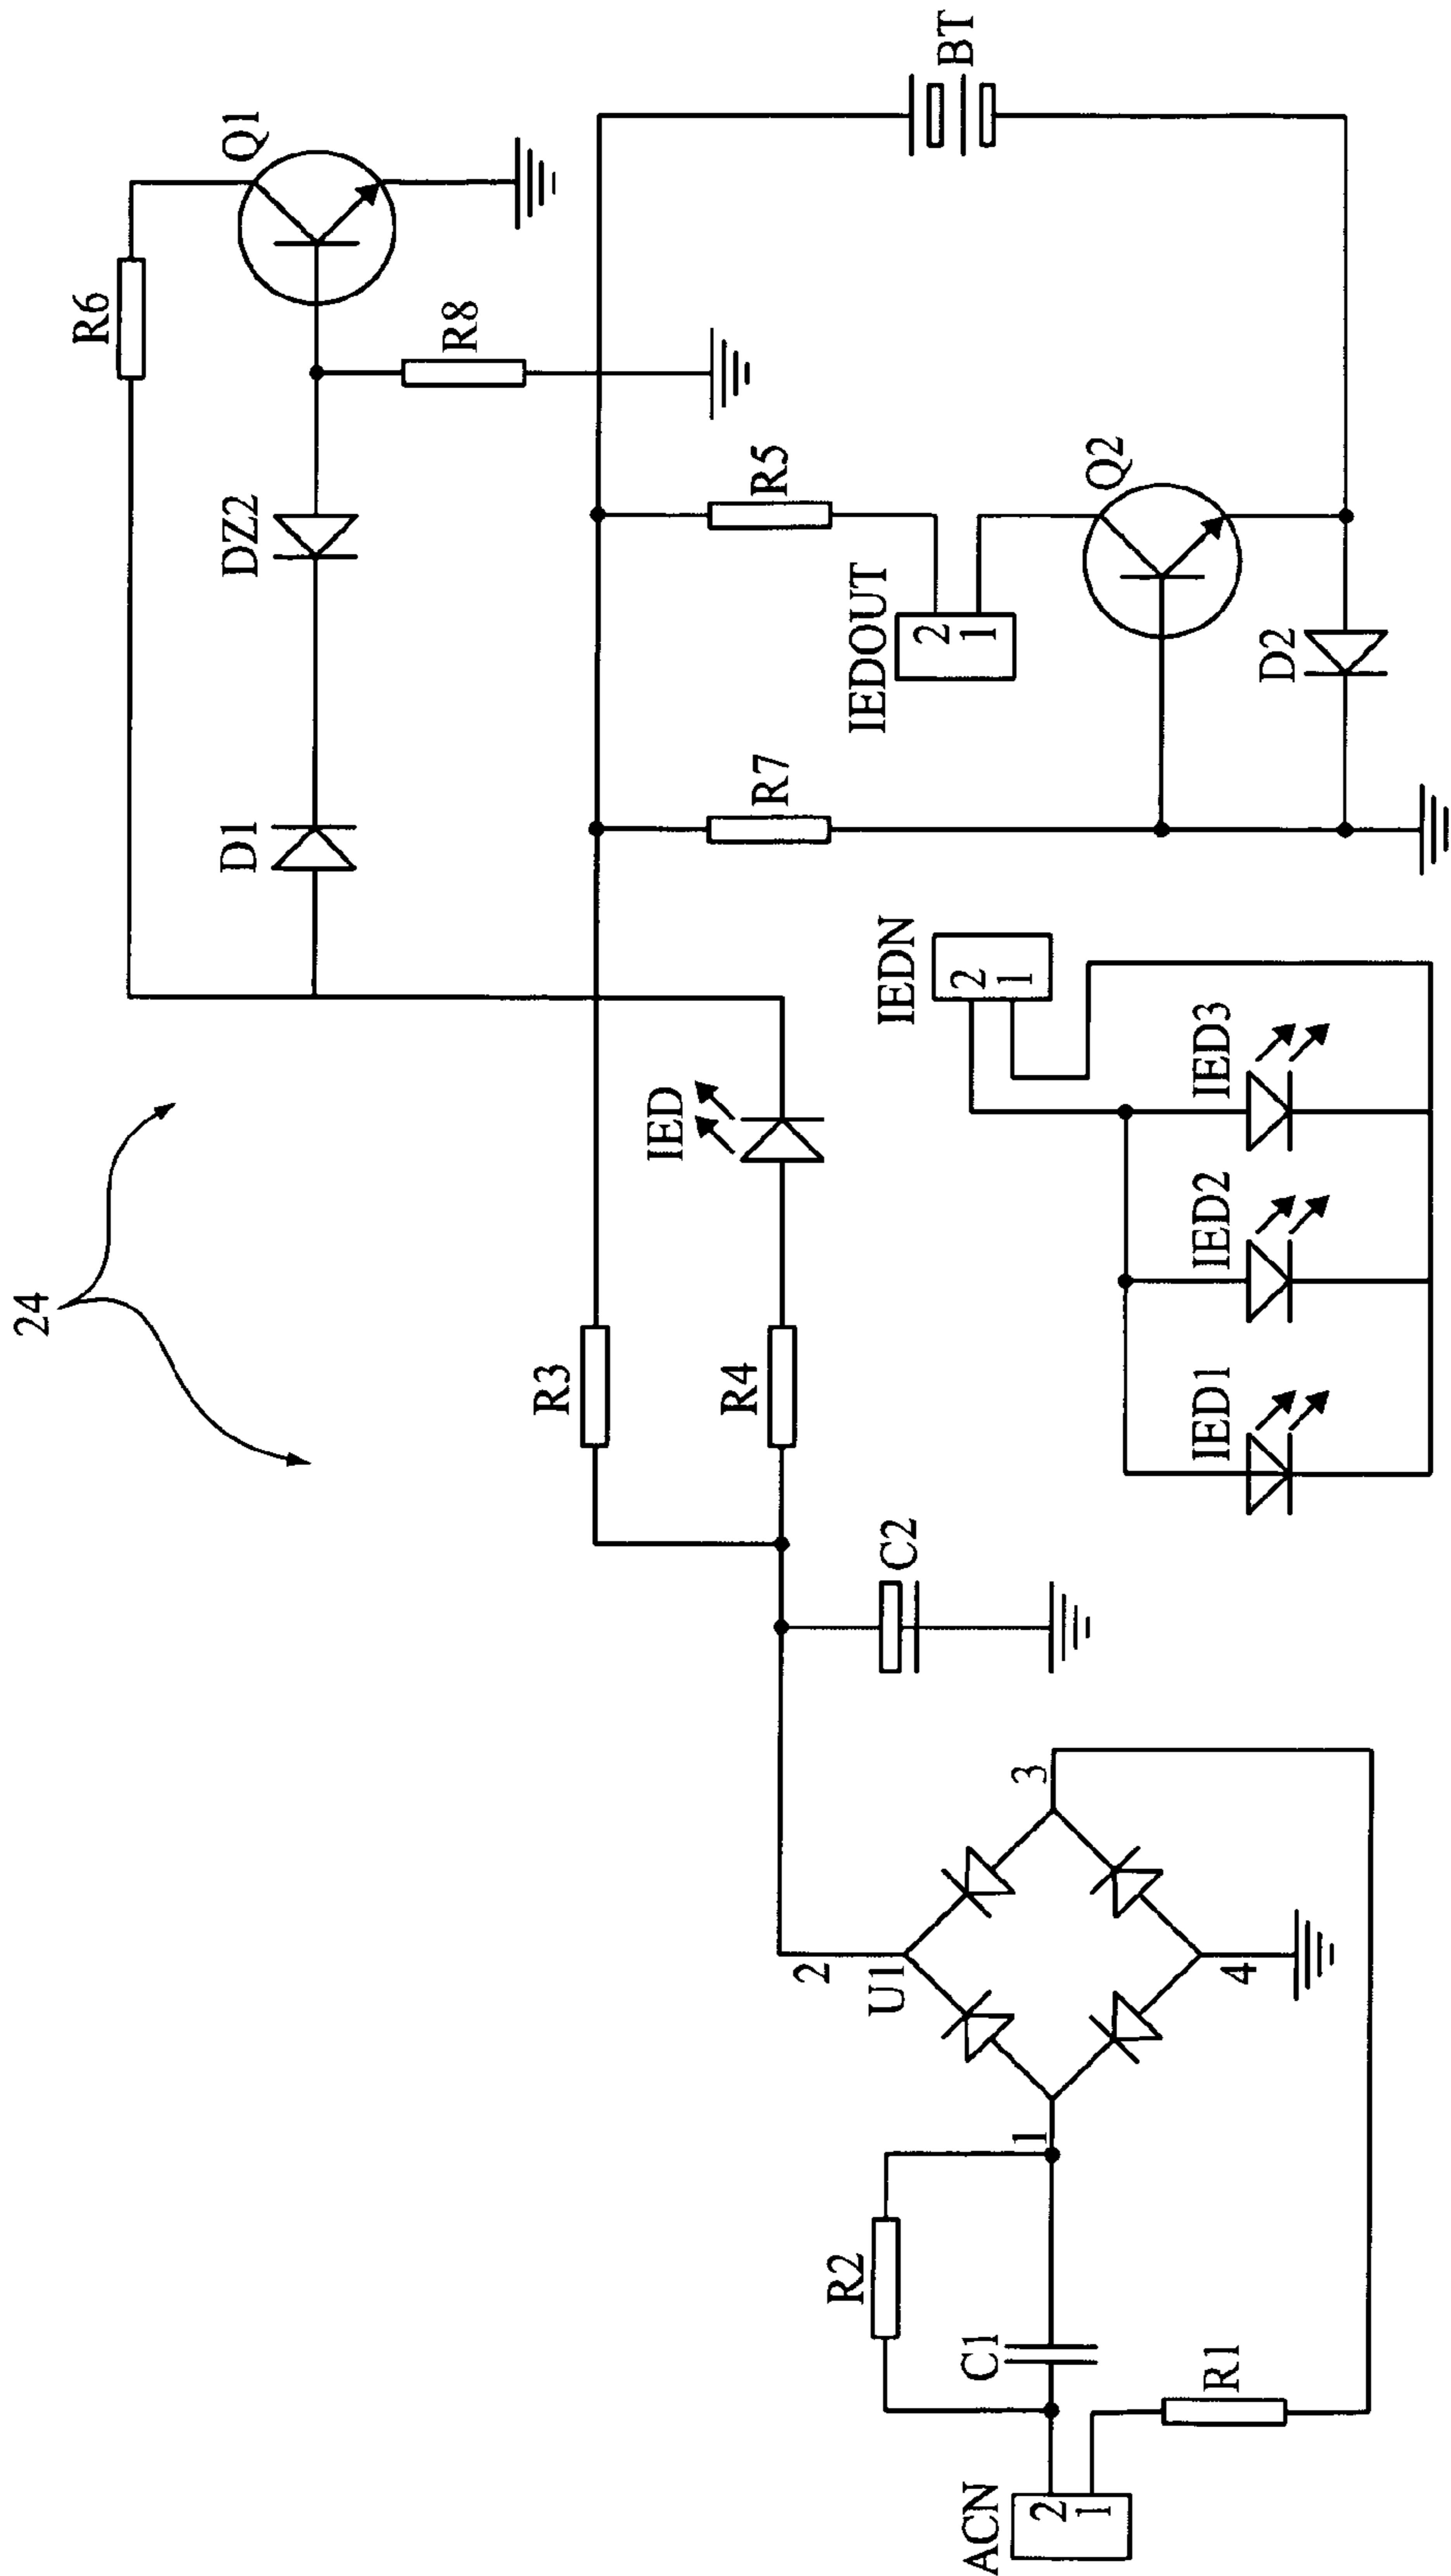 24
R6
Q1
D1
DZ2
R8
R3
R7
R5
BT
IED
R4
IEDOUT
2
1
Q2
D2
C2
IEDN
2
1
IED1
IED2
IED3
2
U1
3
1
4
R2
C1
ACN
2
1
R1